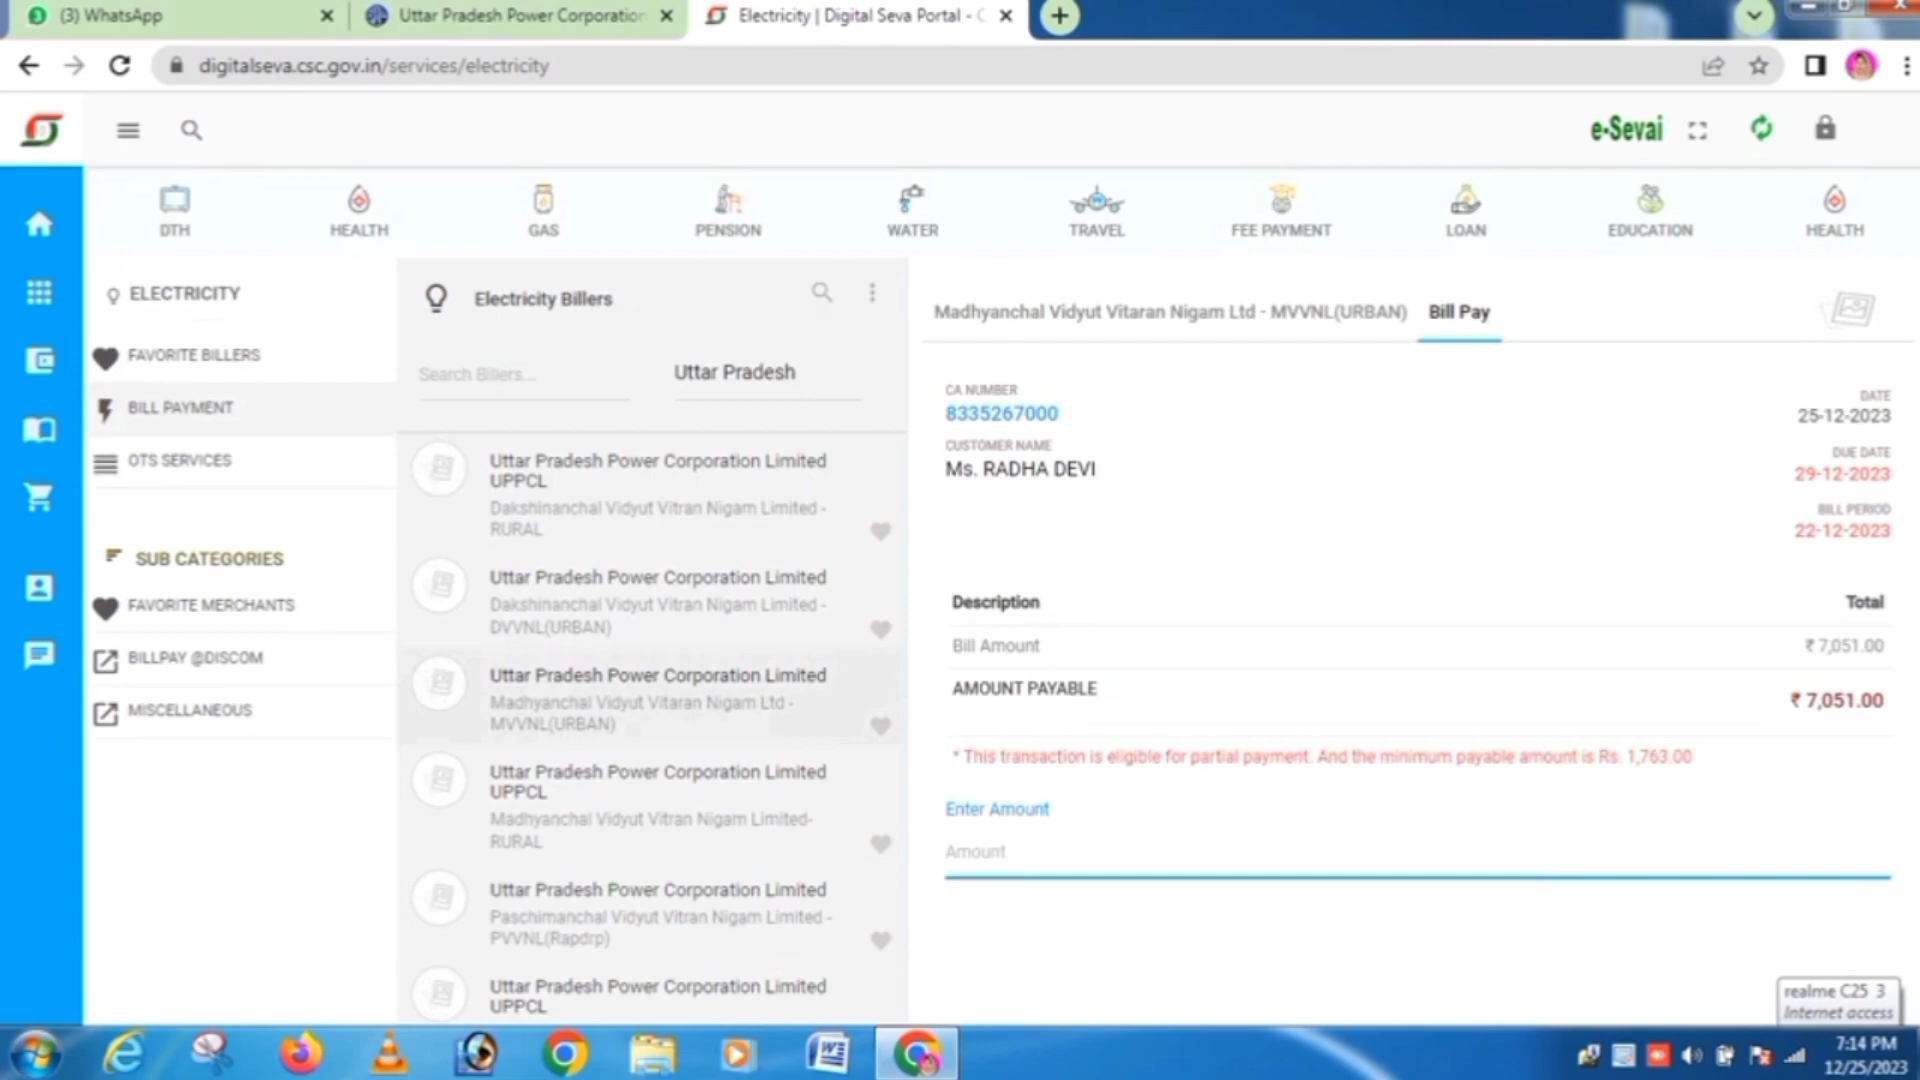 (3) WhatsApp
Uttar Pradesh Power Corporation
Electricity | Digital Seva Portal - C
digitalseva.csc.gov.in/services/electricity
e-Sevai
DTH
HEALTH
GAS
PENSION
WATER
TRAVEL
FEE PAYMENT
LOAN
EDUCATION
HEALTH
ELECTRICITY
FAVORITE BILLERS
BILL PAYMENT
OTS SERVICES
SUB CATEGORIES
FAVORITE MERCHANTS
BILLPAY @DISCOM
MISCELLANEOUS
Electricity Billers
Search Billers...
Uttar Pradesh
Uttar Pradesh Power Corporation Limited
UPPCL
Dakshinanchal Vidyut Vitran Nigam Limited -
RURAL
Uttar Pradesh Power Corporation Limited
Dakshinanchal Vidyut Vitran Nigam Limited -
DVVNL(URBAN)
Uttar Pradesh Power Corporation Limited
Madhyanchal Vidyut Vitaran Nigam Ltd -
MVVNL(URBAN)
Uttar Pradesh Power Corporation Limited
UPPCL
Madhyanchal Vidyut Vitran Nigam Limited-
RURAL
Uttar Pradesh Power Corporation Limited
Paschimanchal Vidyut Vitran Nigam Limited -
PVVNL(Rapdrp)
Uttar Pradesh Power Corporation Limited
UPPCL
Madhyanchal Vidyut Vitaran Nigam Ltd - MVVNL(URBAN)
Bill Pay
CA NUMBER
8335267000
CUSTOMER NAME
Ms. RADHA DEVI
DATE
25-12-2023
DUE DATE
29-12-2023
BILL PERIOD
22-12-2023
Description Total
Bill Amount ₹ 7,051.00
AMOUNT PAYABLE ₹ 7,051.00
* This transaction is eligible for partial payment. And the minimum payable amount is Rs. 1,763.00
Enter Amount
Amount
realme C25 3
Internet access
7:14 PM
12/25/2023